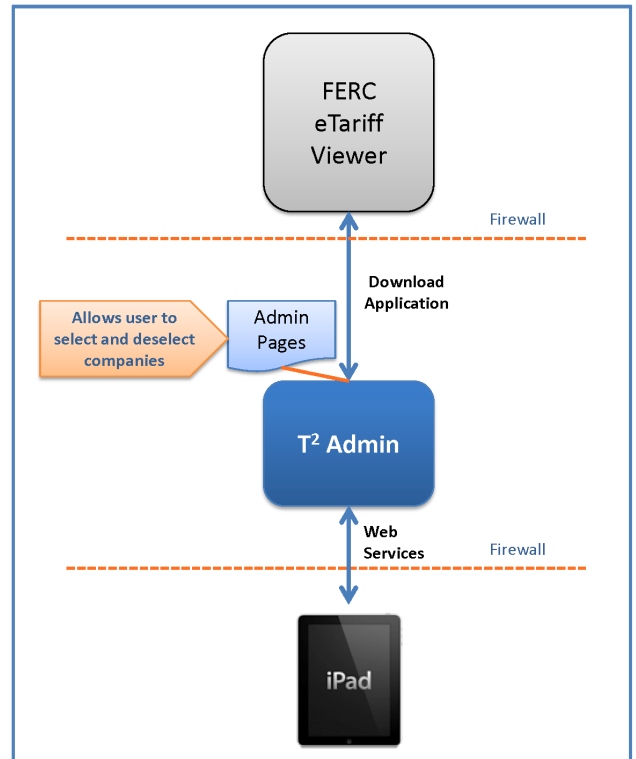 FERC
eTariff
Viewer
Firewall
Download
Application
Allows user to
select and deselect
companies
Admin
Pages
T² Admin
Web
Services
Firewall
iPad